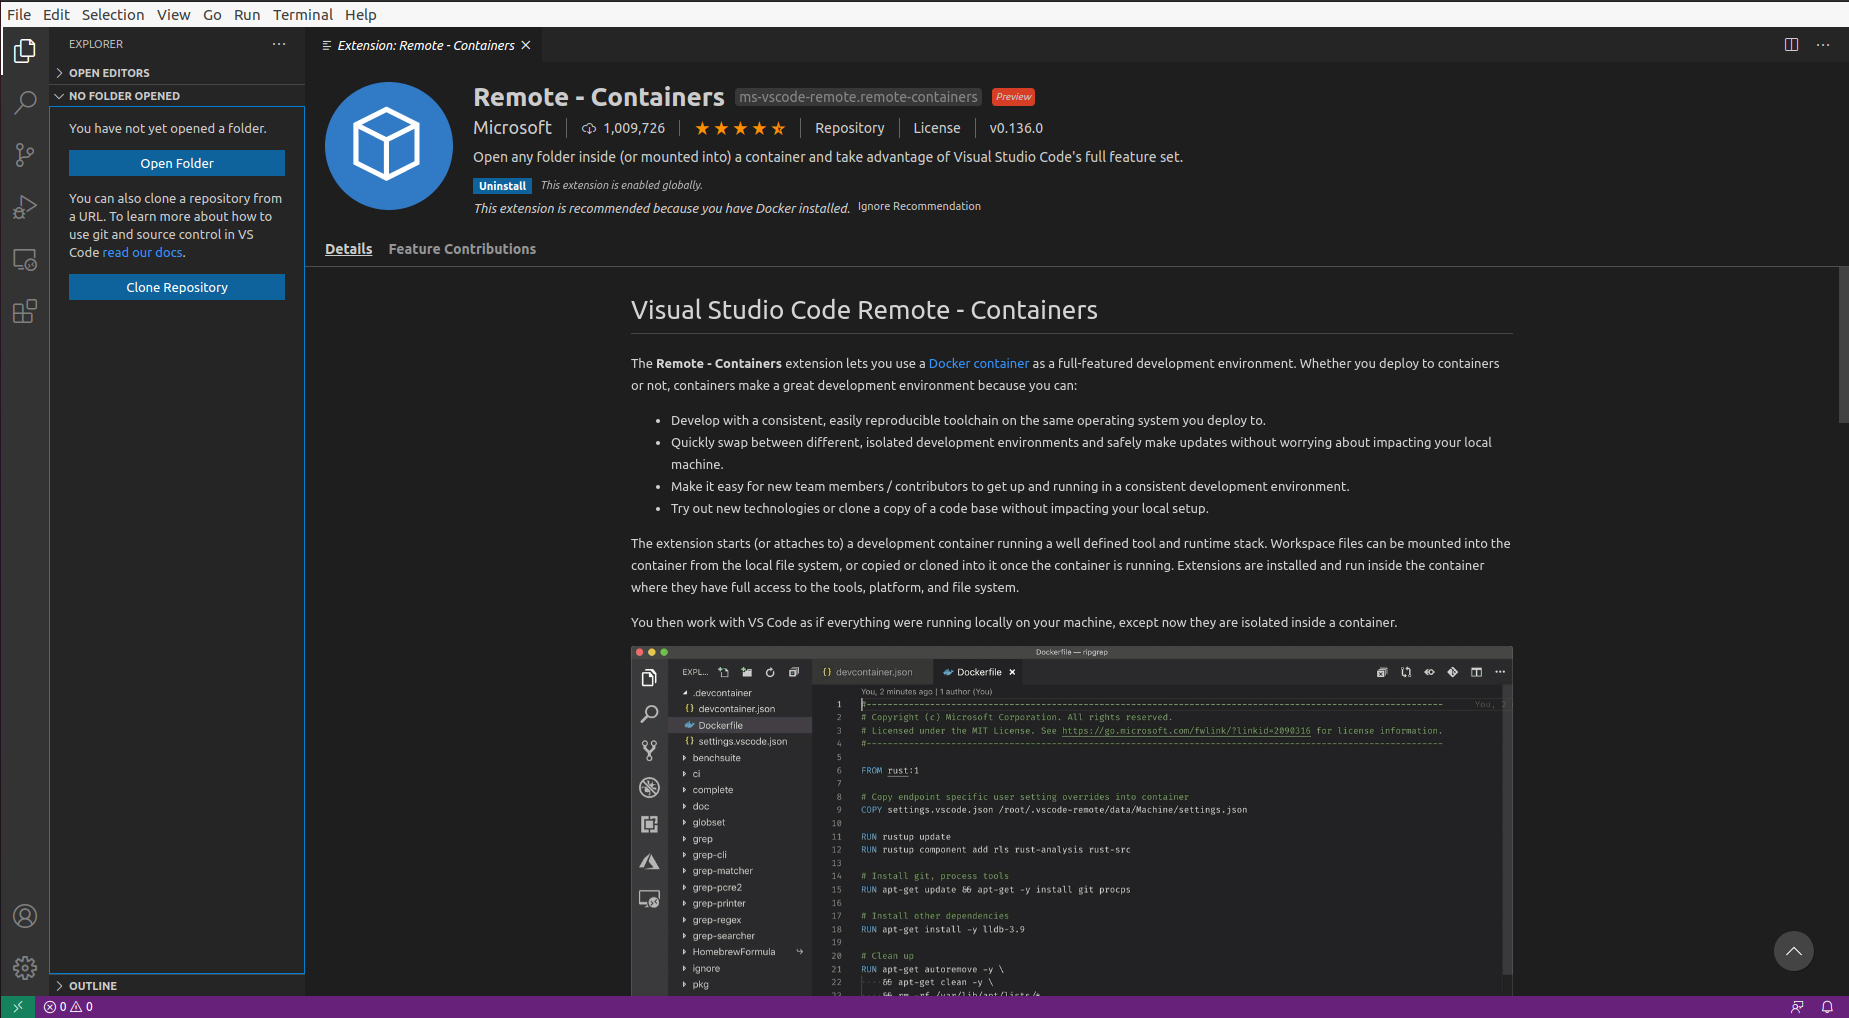 File Edit Selection View Go Run Terminal Help
EXPLORER
OPEN EDITORS
NO FOLDER OPENED
You have not yet opened a folder.
Open Folder
You can also clone a repository from
a URL. To learn more about how to
use git and source control in VS
Code read our docs.
Clone Repository
OUTLINE
Extension: Remote - Containers
Remote - Containers ms-vscode-remote.remote-containers Preview
Microsoft 1,009,726 Repository License v0.136.0
Open any folder inside (or mounted into) a container and take advantage of Visual Studio Code's full feature set.
Uninstall This extension is enabled globally.
This extension is recommended because you have Docker installed. Ignore Recommendation
Details Feature Contributions
Visual Studio Code Remote - Containers
The Remote - Containers extension lets you use a Docker container as a full-featured development environment. Whether you deploy to containers
or not, containers make a great development environment because you can:
• Develop with a consistent, easily reproducible toolchain on the same operating system you deploy to.
• Quickly swap between different, isolated development environments and safely make updates without worrying about impacting your local
machine.
• Make it easy for new team members / contributors to get up and running in a consistent development environment.
• Try out new technologies or clone a copy of a code base without impacting your local setup.
The extension starts (or attaches to) a development container running a well defined tool and runtime stack. Workspace files can be mounted into the
container from the local file system, or copied or cloned into it once the container is running. Extensions are installed and run inside the container
where they have full access to the tools, platform, and file system.
You then work with VS Code as if everything were running locally on your machine, except now they are isolated inside a container.
Dockerfile — ripgrep
EXPL...
.devcontainer
{} devcontainer.json
Dockerfile
{} settings.vscode.json
benchsuite
ci
complete
doc
globset
grep
grep-cli
grep-matcher
grep-pcre2
grep-printer
grep-regex
grep-searcher
HomebrewFormula
ignore
pkg
{} devcontainer.json Dockerfile
You, 2 minutes ago | 1 author (You)
1 #-------------------------------------------------------------------------------------------------------------- You, 2
2 # Copyright (c) Microsoft Corporation. All rights reserved.
3 # Licensed under the MIT License. See https://go.microsoft.com/fwlink/?linkid=2090316 for license information.
4 #--------------------------------------------------------------------------------------------------------------
5
6 FROM rust:1
7
8 # Copy endpoint specific user setting overrides into container
9 COPY settings.vscode.json /root/.vscode-remote/data/Machine/settings.json
10
11 RUN rustup update
12 RUN rustup component add rls rust-analysis rust-src
13
14 # Install git, process tools
15 RUN apt-get update && apt-get -y install git procps
16
17 # Install other dependencies
18 RUN apt-get install -y lldb-3.9
19
20 # Clean up
21 RUN apt-get autoremove -y \
22 && apt-get clean -y \
23 && rm -rf /var/lib/apt/lists/*
0 0